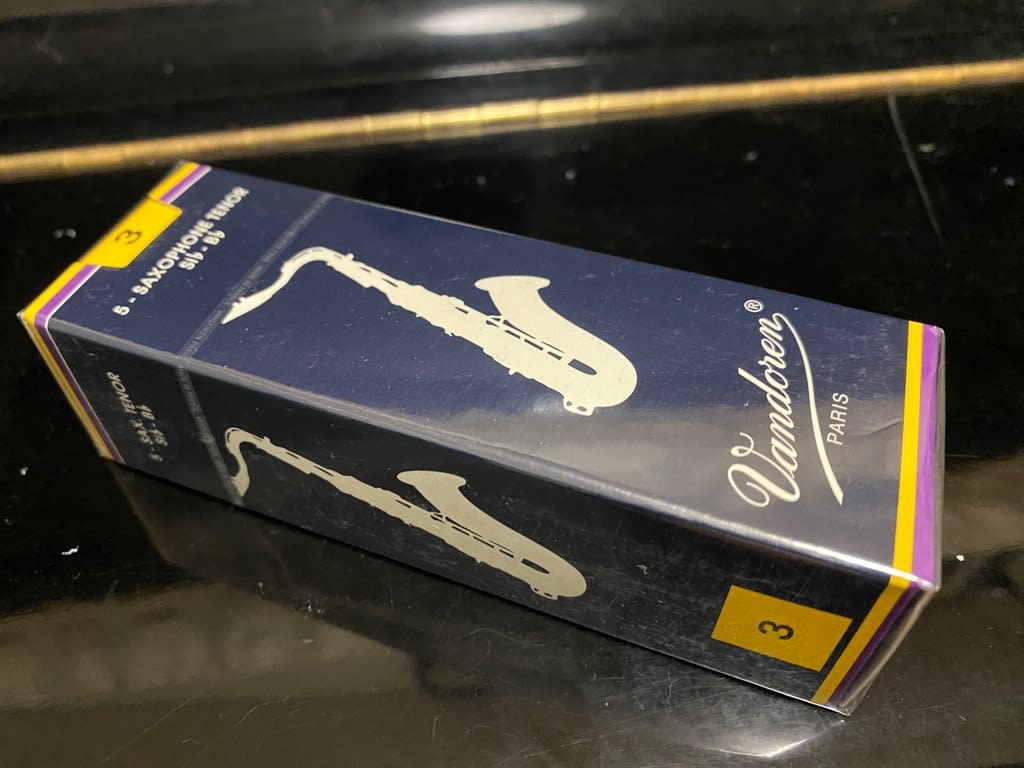 3
5 - SAXOPHONE TENOR
Si♭ - B♭
Vandoren®
PARIS
5 - SAX TENOR
Si♭ - B♭
3